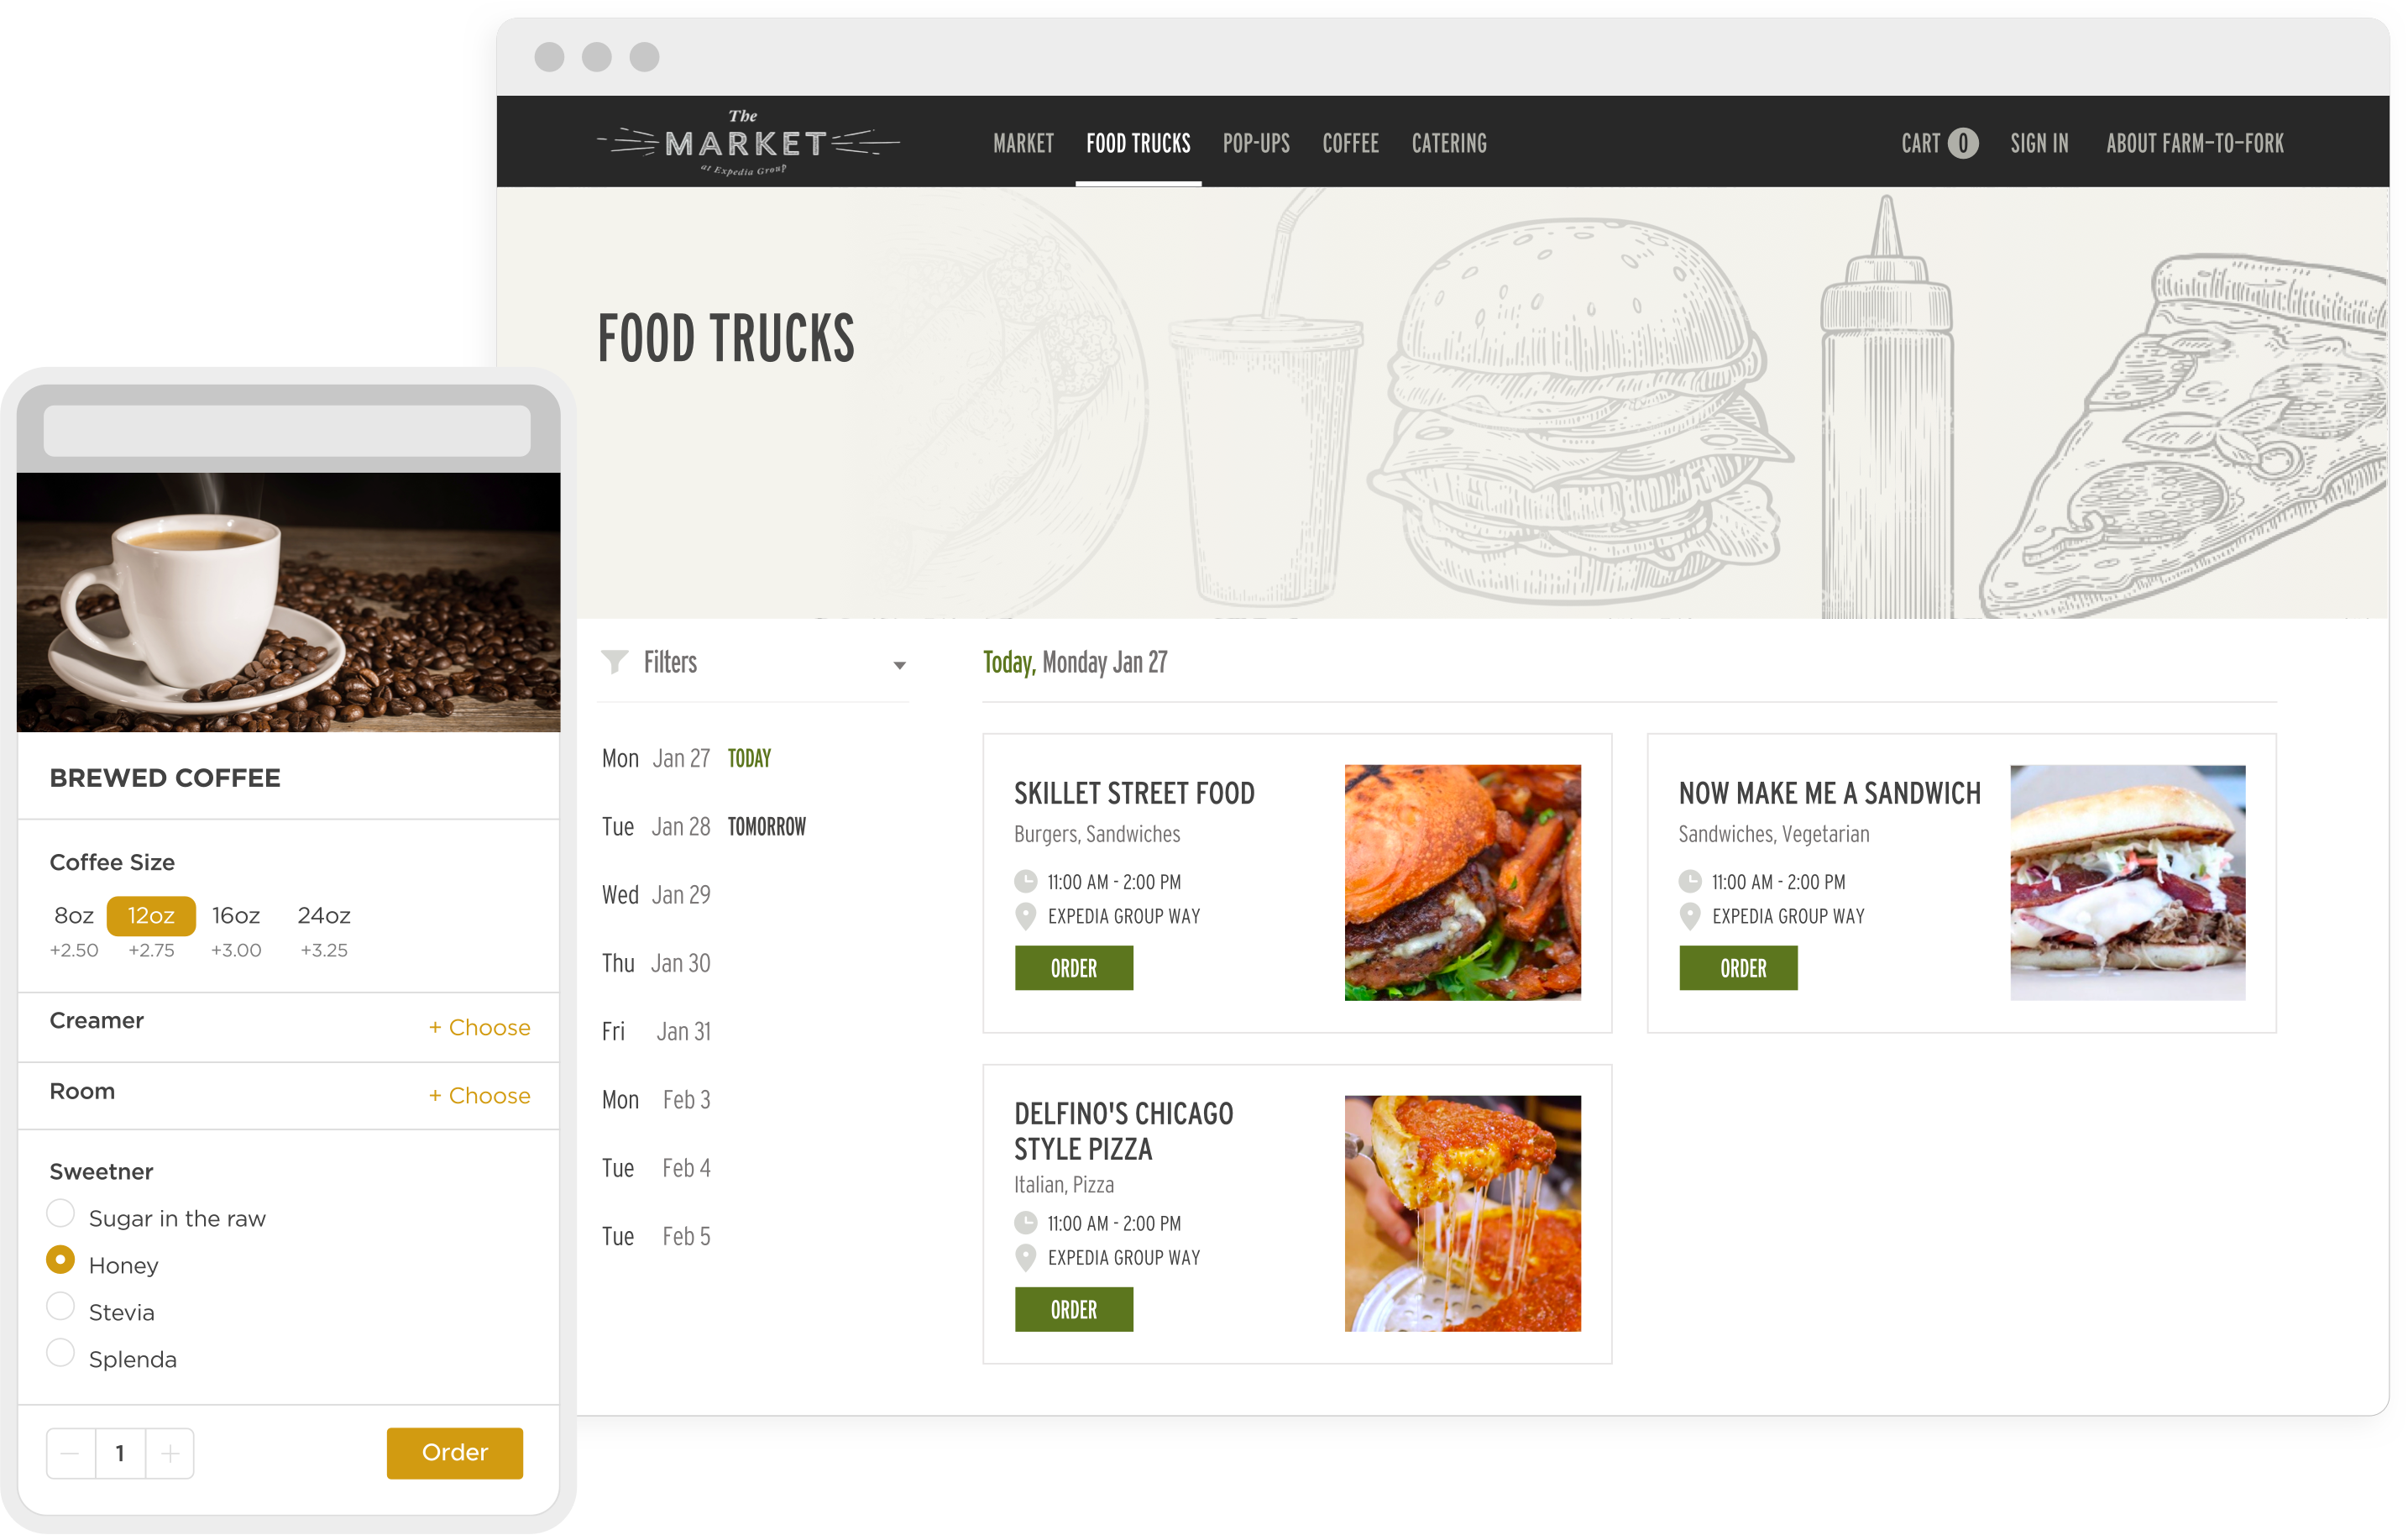 The
MARKET
at Expedia Group
MARKET FOOD TRUCKS POP-UPS COFFEE CATERING
CART 0 SIGN IN ABOUT FARM-TO-FORK
FOOD TRUCKS
Filters
Mon Jan 27 TODAY
Tue Jan 28 TOMORROW
Wed Jan 29
Thu Jan 30
Fri Jan 31
Mon Feb 3
Tue Feb 4
Tue Feb 5
Today, Monday Jan 27
SKILLET STREET FOOD
Burgers, Sandwiches
11:00 AM - 2:00 PM
EXPEDIA GROUP WAY
ORDER
NOW MAKE ME A SANDWICH
Sandwiches, Vegetarian
11:00 AM - 2:00 PM
EXPEDIA GROUP WAY
ORDER
DELFINO'S CHICAGO
STYLE PIZZA
Italian, Pizza
11:00 AM - 2:00 PM
EXPEDIA GROUP WAY
ORDER
BREWED COFFEE
Coffee Size
8oz 12oz 16oz 24oz
+2.50 +2.75 +3.00 +3.25
Creamer + Choose
Room + Choose
Sweetner
Sugar in the raw
Honey
Stevia
Splenda
1
Order